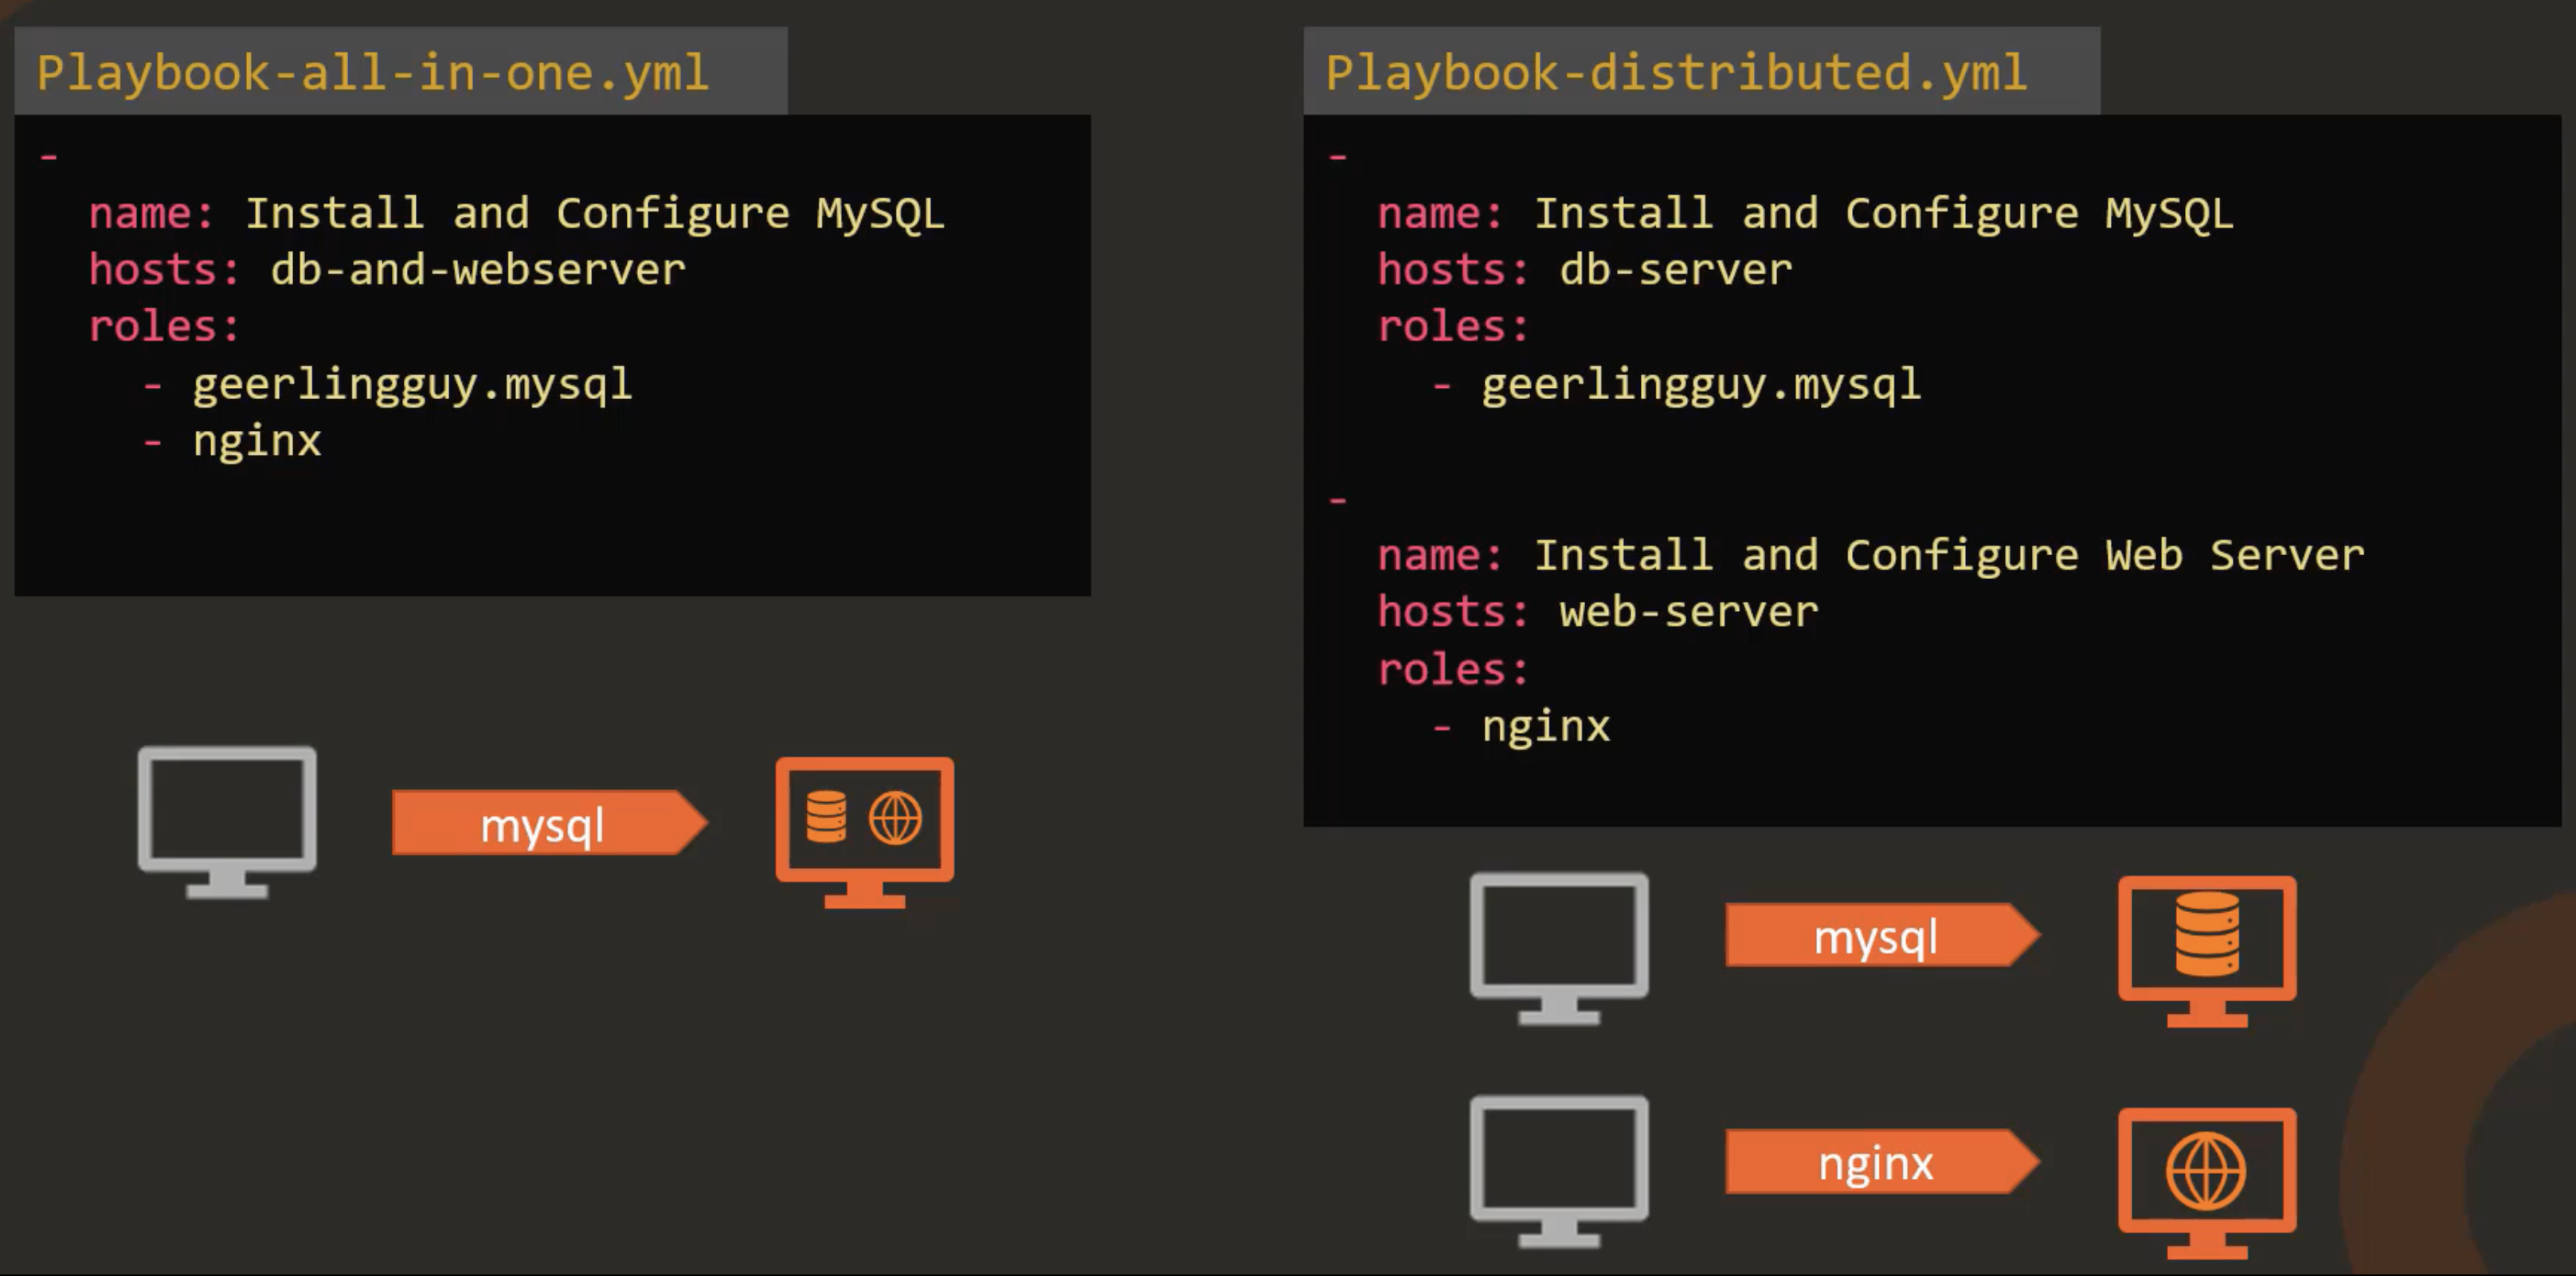 Playbook-all-in-one.yml
-
name: Install and Configure MySQL
hosts: db-and-webserver
roles:
- geerlingguy.mysql
- nginx
mysql
Playbook-distributed.yml
-
name: Install and Configure MySQL
hosts: db-server
roles:
- geerlingguy.mysql
-
name: Install and Configure Web Server
hosts: web-server
roles:
- nginx
mysql
nginx